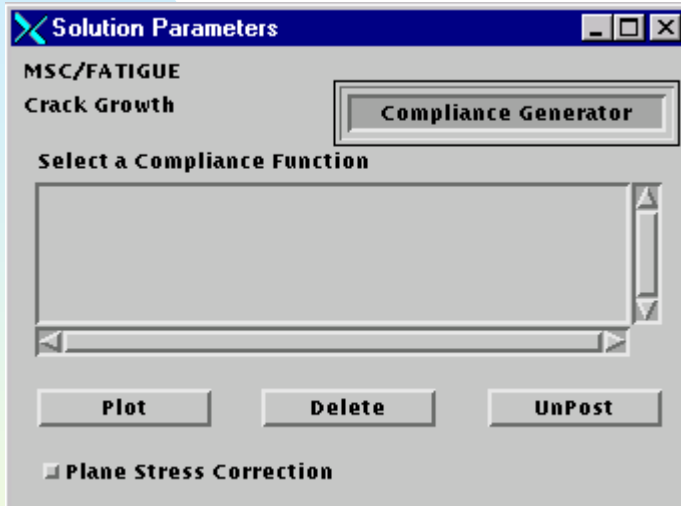 Solution Parameters
MSC/FATIGUE
Crack Growth
Compliance Generator
Select a Compliance Function
Plot Delete UnPost
Plane Stress Correction